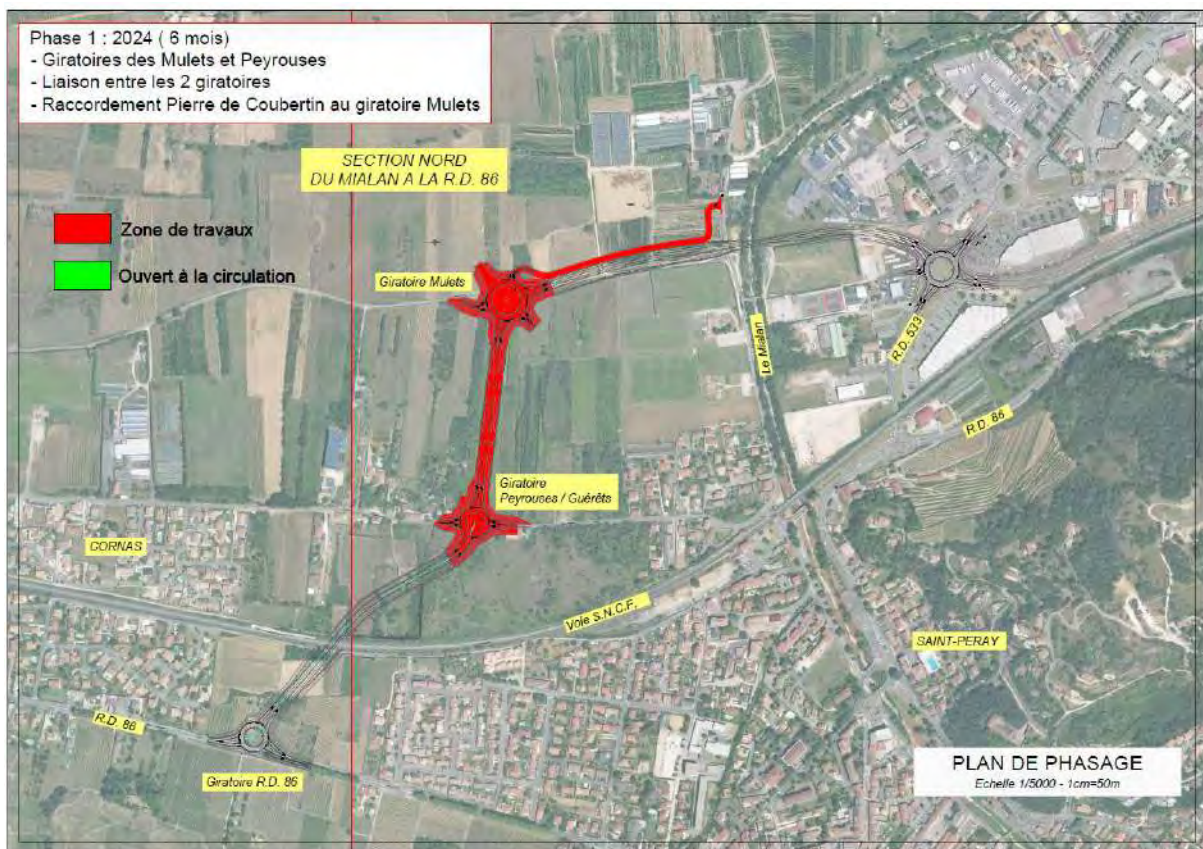 Phase 1 : 2024 ( 6 mois)
- Giratoires des Mulets et Peyrouses
- Liaison entre les 2 giratoires
- Raccordement Pierre de Coubertin au giratoire Mulets
SECTION NORD
DU MIALAN A LA R.D. 86
Zone de travaux
Ouvert à la circulation
Giratoire Mulets
R.D. 533
Le Mialan
R.D. 86
Giratoire
Peyrouses / Guérêts
CORNAS
Voie S.N.C.F.
SAINT-PERAY
R.D. 86
Giratoire R.D. 86
PLAN DE PHASAGE
Echelle 1/5000 - 1cm=50m